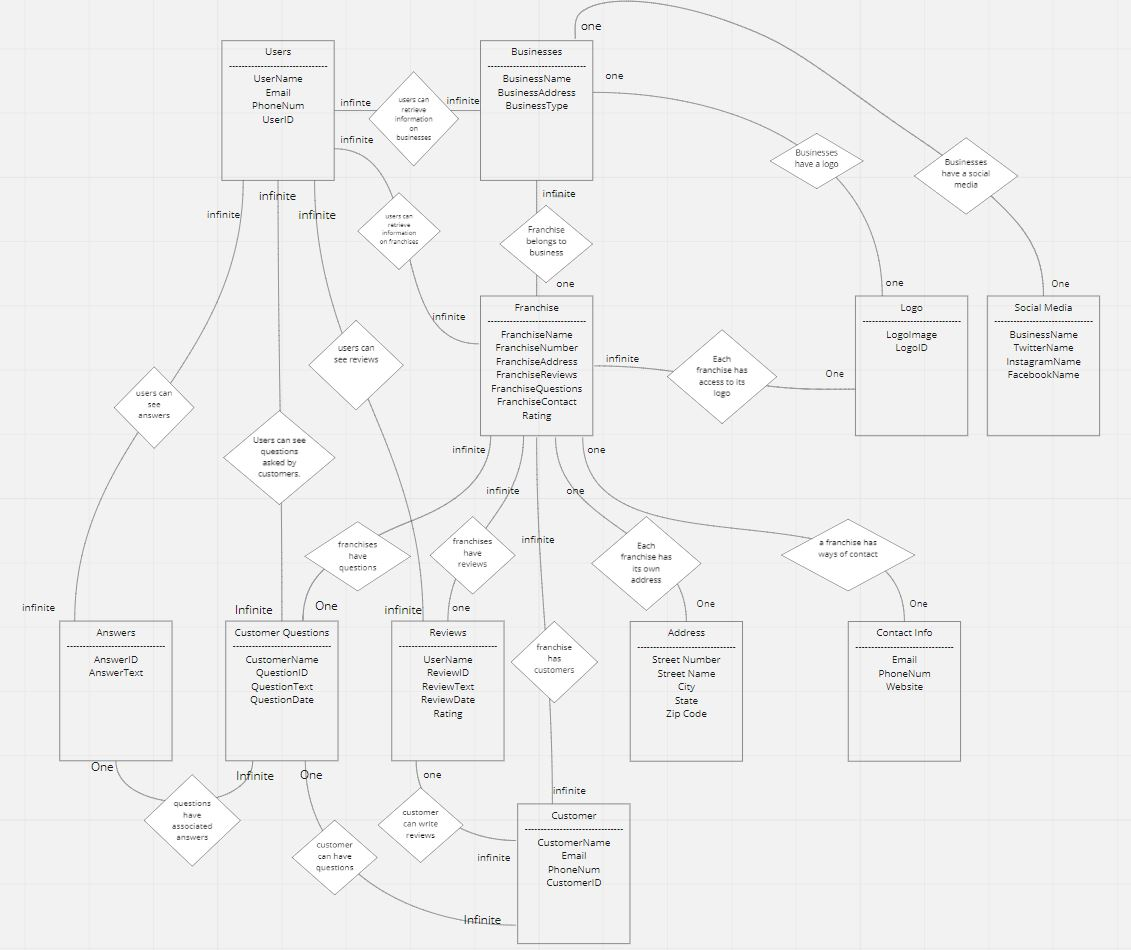 one
Users
UserName
Email
PhoneNum
UserID
Businesses
BusinessName
BusinessAddress
BusinessType
one
infinte
users can
retrieve
information
on
businesses
infinite
infinite
Businesses
have a logo
Businesses
have a social
media
infinite
infinite
infinite
infinite
users can
retrieve
information
on franchises
Franchise
belongs to
business
one
one
One
infinite
Franchise
FranchiseName
FranchiseNumber
FranchiseAddress
FranchiseReviews
FranchiseQuestions
FranchiseContact
Rating
Logo
LogoImage
LogoID
Social Media
BusinessName
TwitterName
InstagramName
FacebookName
users can
see reviews
infinite
Each
franchise has
access to its
logo
One
users can
see
answers
Users can see
questions
asked by
customers.
infinite
infinite
infinite
one
one
franchises
have
questions
franchises
have
reviews
Each
franchise has
its own
address
a franchise has
ways of contact
infinite
Infinite
One
infinite
one
One
One
Answers
AnswerID
AnswerText
Customer Questions
CustomerName
QuestionID
QuestionText
QuestionDate
Reviews
UserName
ReviewID
ReviewText
ReviewDate
Rating
franchise
has
customers
Address
Street Number
Street Name
City
State
Zip Code
Contact Info
Email
PhoneNum
Website
One
Infinite
One
one
infinite
questions
have
associated
answers
customer
can have
questions
customer
can write
reviews
infinite
Infinite
Customer
CustomerName
Email
PhoneNum
CustomerID